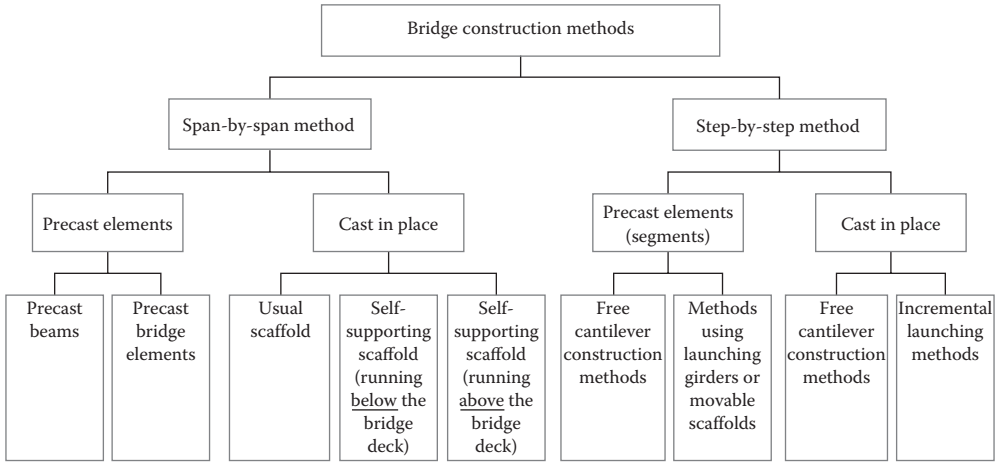 Bridge construction methods
Span-by-span method
Step-by-step method
Precast elements
Cast in place
Precast elements
(segments)
Cast in place
Precast
beams
Precast
bridge
elements
Usual
scaffold
Self-
supporting
scaffold
(running
below the
bridge
deck)
Self-
supporting
scaffold
(running
above the
bridge
deck)
Free
cantilever
construction
methods
Methods
using
launching
girders or
movable
scaffolds
Free
cantilever
construction
methods
Incremental
launching
methods